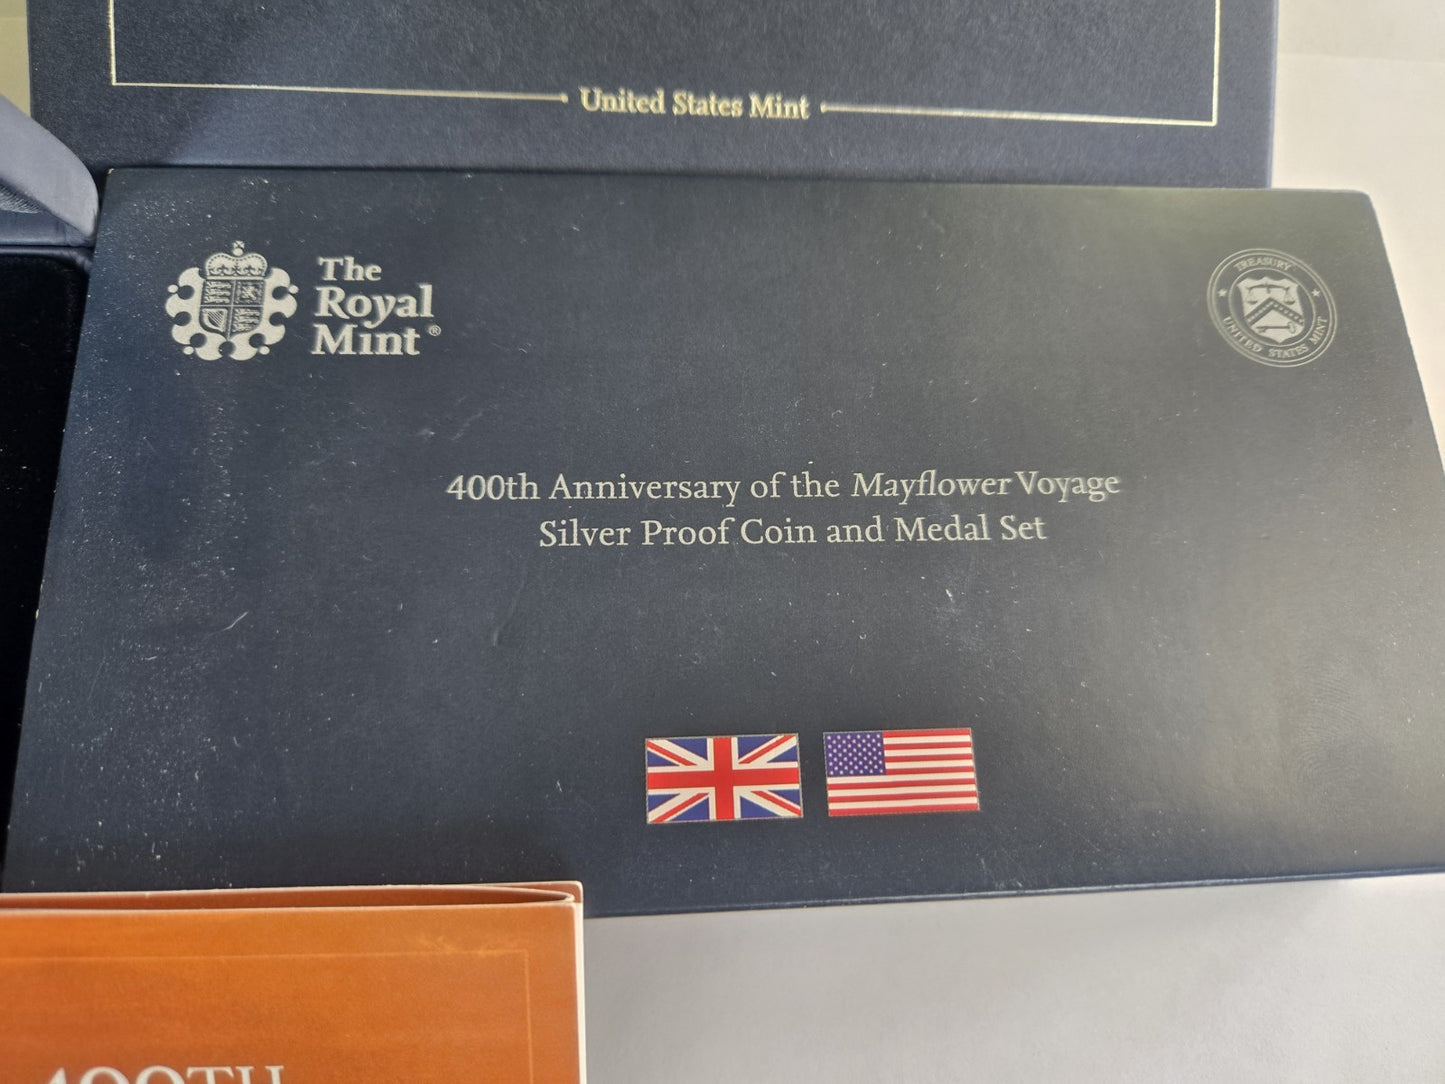 United States Mint
The
Royal
Mint®
TREASURY
UNITED STATES MINT
400th Anniversary of the Mayflower Voyage
Silver Proof Coin and Medal Set
400TH